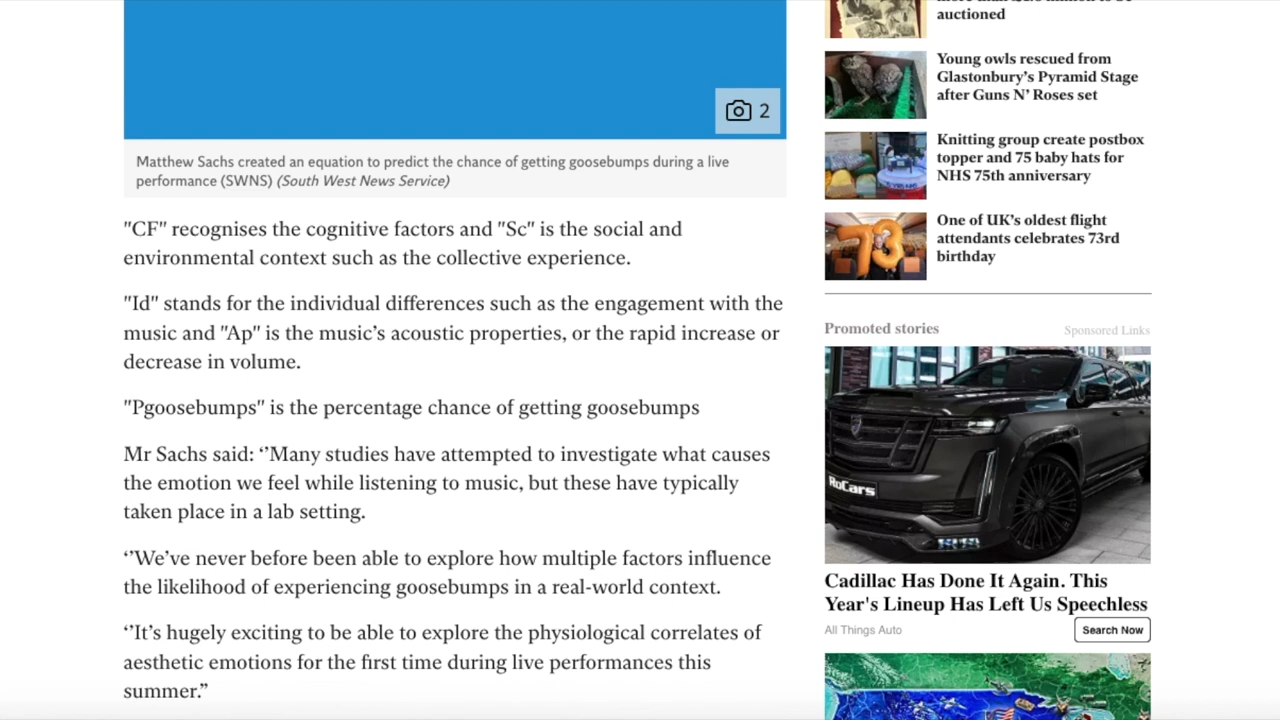 2
Matthew Sachs created an equation to predict the chance of getting goosebumps during a live
performance (SWNS) (South West News Service)
"CF" recognises the cognitive factors and "Sc" is the social and
environmental context such as the collective experience.
"Id" stands for the individual differences such as the engagement with the
music and "Ap" is the music’s acoustic properties, or the rapid increase or
decrease in volume.
"Pgoosebumps" is the percentage chance of getting goosebumps
Mr Sachs said: ‘’Many studies have attempted to investigate what causes
the emotion we feel while listening to music, but these have typically
taken place in a lab setting.
‘’We’ve never before been able to explore how multiple factors influence
the likelihood of experiencing goosebumps in a real-world context.
‘’It’s hugely exciting to be able to explore the physiological correlates of
aesthetic emotions for the first time during live performances this
summer.”
auctioned
Young owls rescued from
Glastonbury’s Pyramid Stage
after Guns N’ Roses set
Knitting group create postbox
topper and 75 baby hats for
NHS 75th anniversary
One of UK’s oldest flight
attendants celebrates 73rd
birthday
73
Promoted stories
Sponsored Links
RoCars
Cadillac Has Done It Again. This
Year's Lineup Has Left Us Speechless
All Things Auto
Search Now